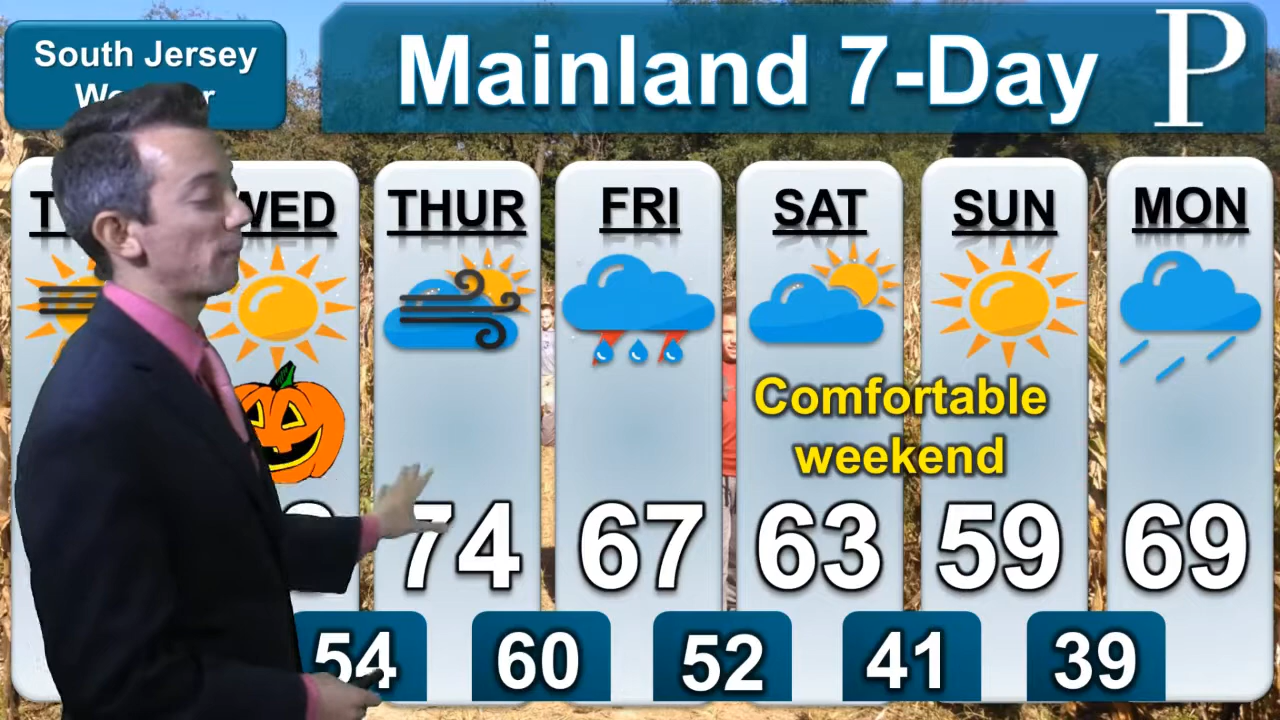 South Jersey
Mainland 7-Day
P
WED
THUR
FRI
SAT
SUN
MON
Comfortable
weekend
74
67
63
59
69
54
60
52
41
39